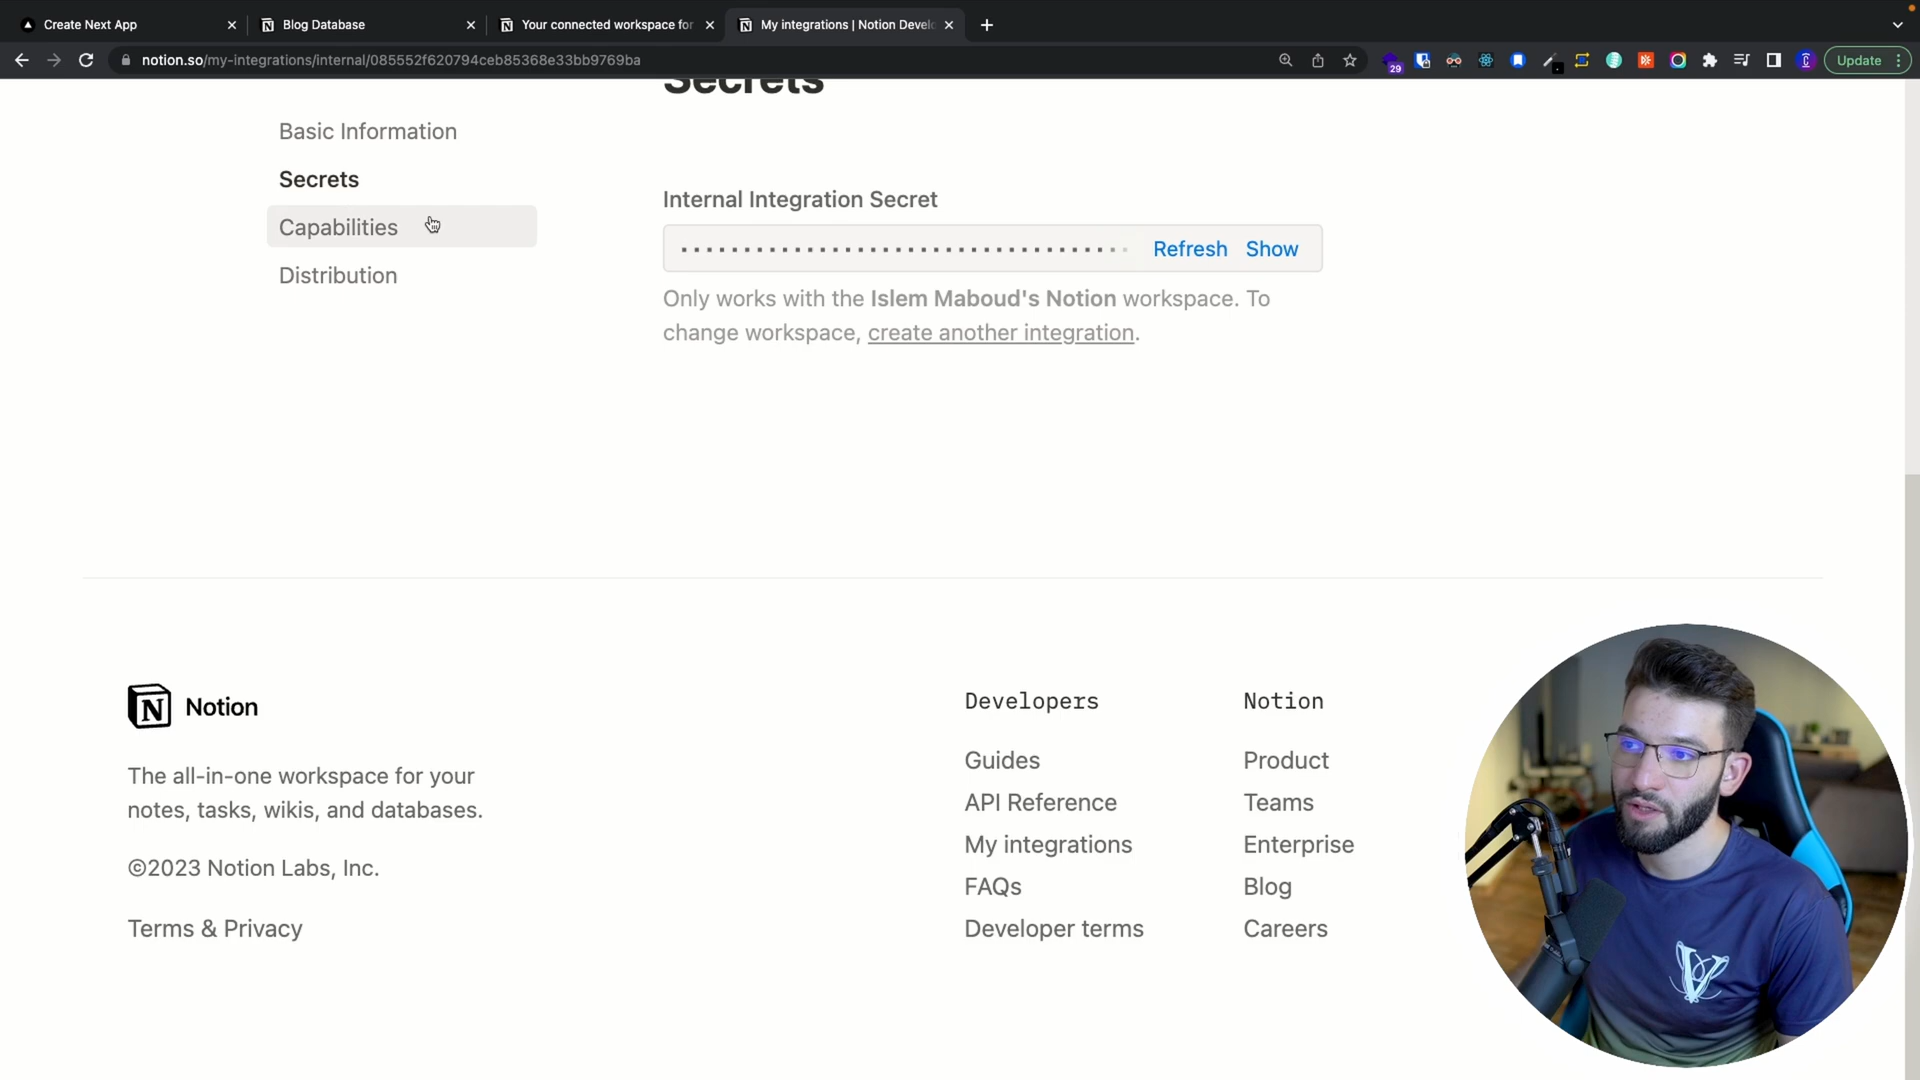 Create Next App
Blog Database
Your connected workspace for
My integrations | Notion Devel
notion.so/my-integrations/internal/085552f620794ceb85368e33bb9769ba
29
Update
Secrets
Basic Information
Secrets
Capabilities
Distribution
Internal Integration Secret
Refresh Show
Only works with the Islem Maboud's Notion workspace. To
change workspace, create another integration.
Notion
The all-in-one workspace for your
notes, tasks, wikis, and databases.
©2023 Notion Labs, Inc.
Terms & Privacy
Developers
Guides
API Reference
My integrations
FAQs
Developer terms
Notion
Product
Teams
Enterprise
Blog
Careers